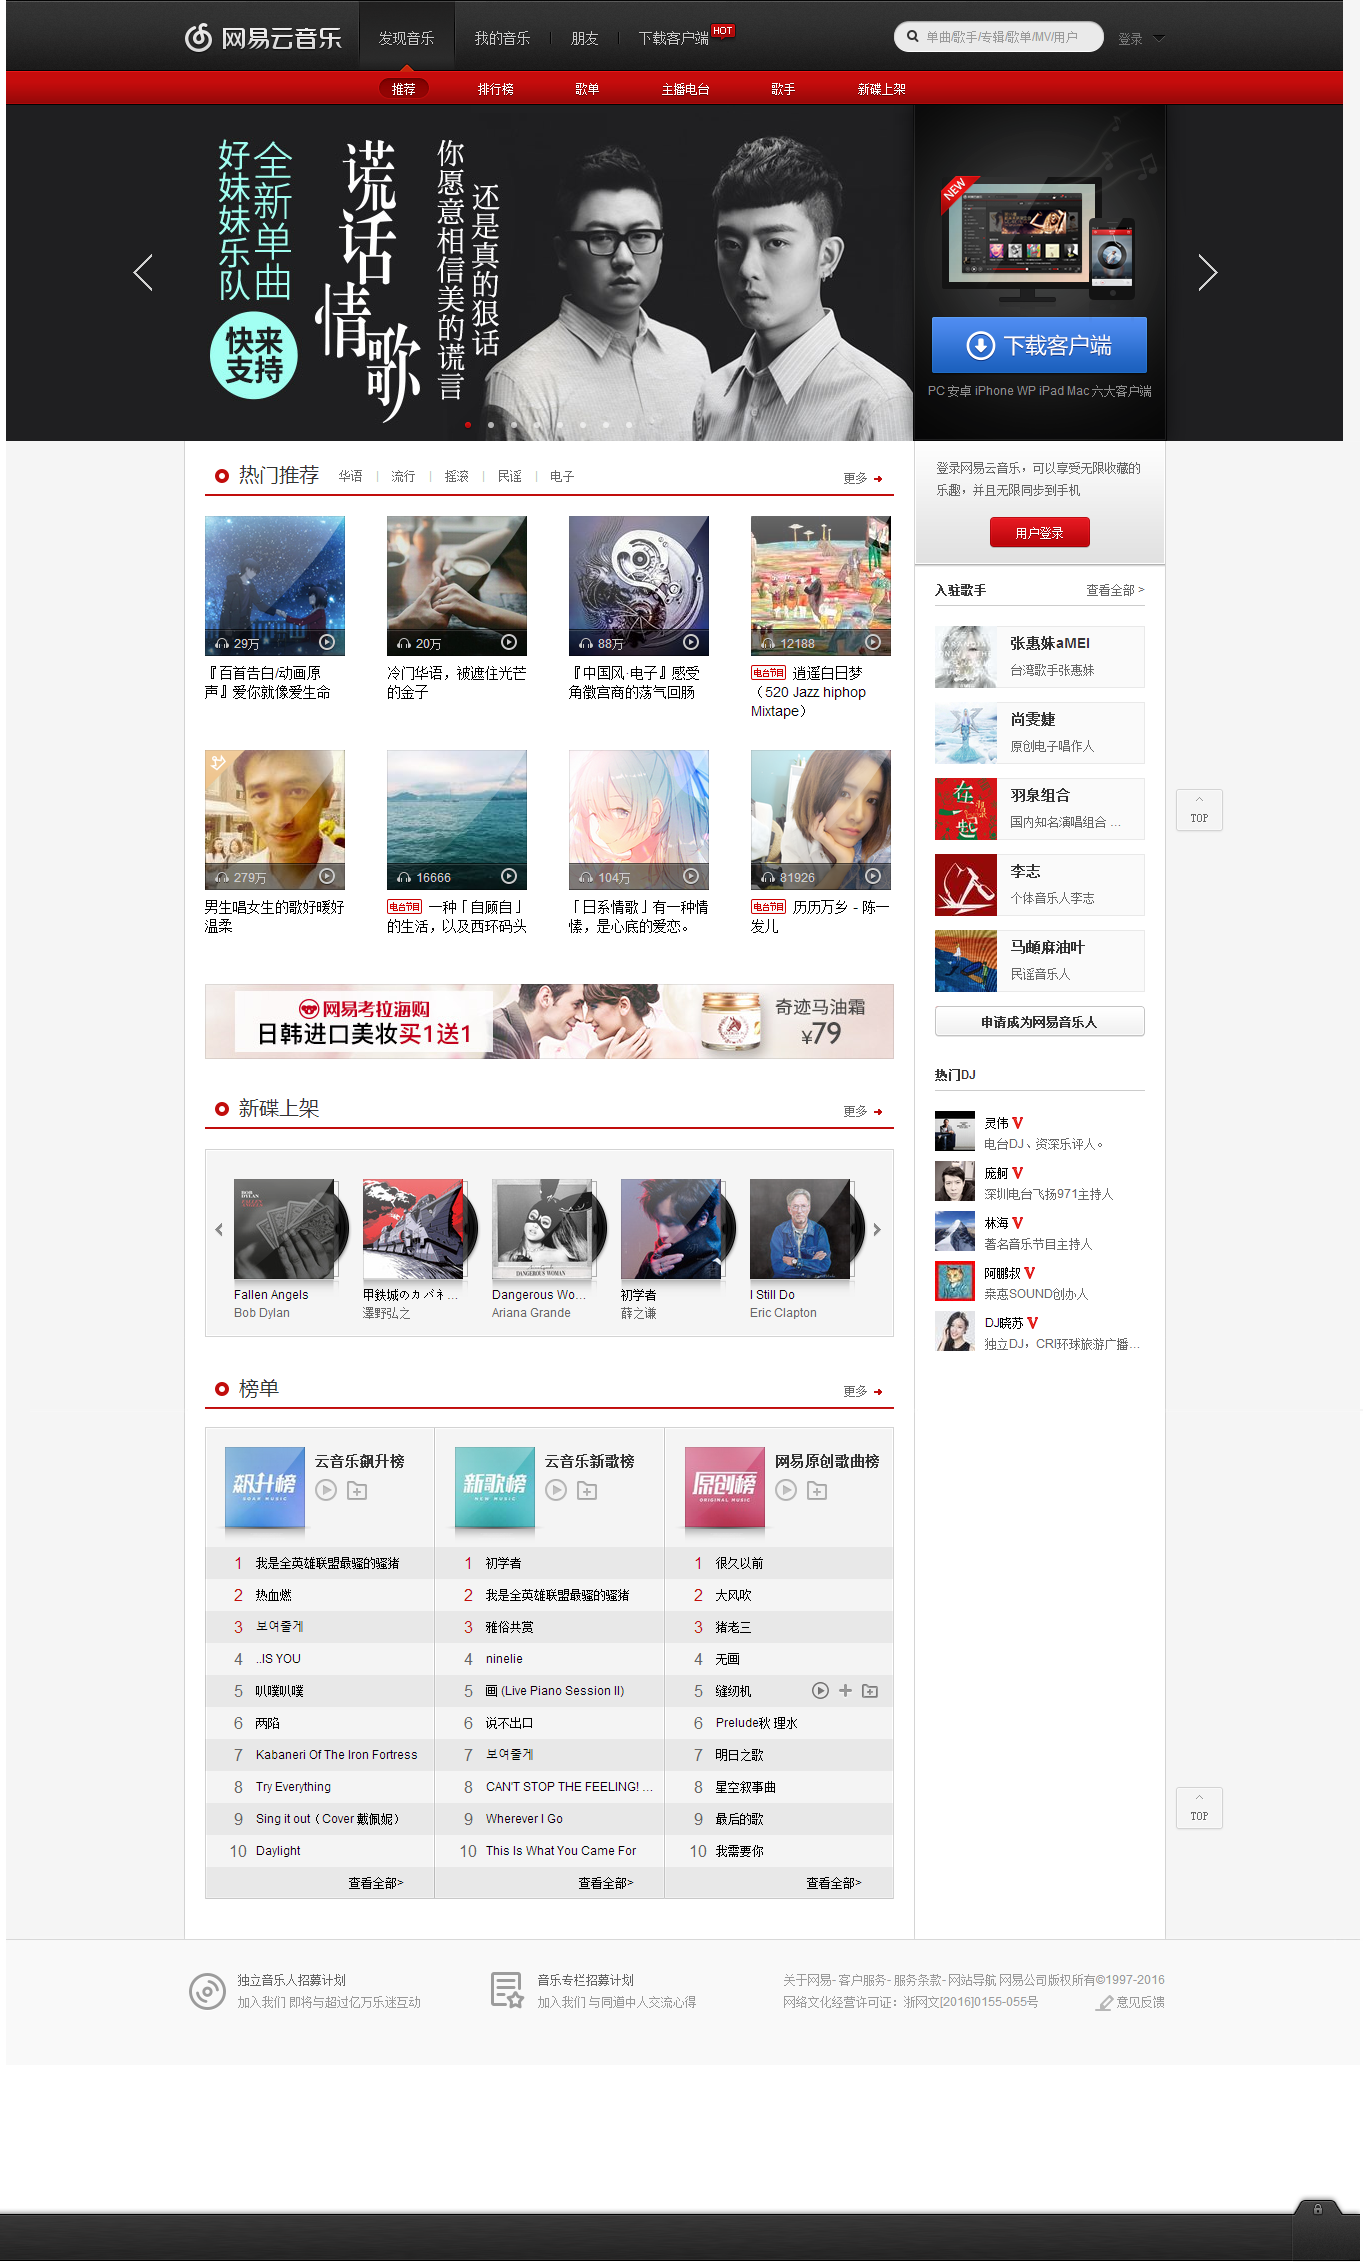 网易云音乐
发现音乐
我的音乐
朋友
下载客户端
HOT
单曲/歌手/专辑/歌单/MV/用户
登录
推荐
排行榜
歌单
主播电台
歌手
新碟上架
好妹妹乐队
全新单曲
快来支持
谎话情歌
你愿意相信美的谎言
还是真的狠话
NEW
下载客户端
PC 安卓 iPhone WP iPad Mac 六大客户端
热门推荐
华语
流行
摇滚
民谣
电子
更多
29万
20万
88万
12188
『百首告白/动画原
声』爱你就像爱生命
冷门华语，被遮住光芒
的金子
『中国风·电子』感受
角徵宫商的荡气回肠
电台节目 逍遥白日梦
（520 Jazz hiphop
Mixtape）
279万
16666
104万
81926
男生唱女生的歌好暖好
温柔
电台节目 一种「自顾自」
的生活，以及西环码头
「日系情歌」有一种情
愫，是心底的爱恋。
电台节目 历历万乡 - 陈一
发儿
网易考拉海购
日韩进口美妆买1送1
奇迹马油霜
¥79
新碟上架
更多
Fallen Angels
Bob Dylan
甲鉄城のカバネ...
澤野弘之
Dangerous Wo...
Ariana Grande
初学者
薛之谦
I Still Do
Eric Clapton
榜单
更多
飙升榜
云音乐飙升榜
1 我是全英雄联盟最骚的骚猪
2 热血燃
3 보여줄게
4 ..IS YOU
5 叭噗叭噗
6 两陷
7 Kabaneri Of The Iron Fortress
8 Try Everything
9 Sing it out（Cover 戴佩妮）
10 Daylight
查看全部>
新歌榜
NEW MUSIC
云音乐新歌榜
1 初学者
2 我是全英雄联盟最骚的骚猪
3 雅俗共赏
4 ninelie
5 画 (Live Piano Session II)
6 说不出口
7 보여줄게
8 CAN'T STOP THE FEELING! ...
9 Wherever I Go
10 This Is What You Came For
查看全部>
原创榜
ORIGINAL MUSIC
网易原创歌曲榜
1 很久以前
2 大风吹
3 猪老三
4 无画
5 缝纫机
6 Prelude秋 理水
7 明日之歌
8 星空叙事曲
9 最后的歌
10 我需要你
查看全部>
登录网易云音乐，可以享受无限收藏的
乐趣，并且无限同步到手机
用户登录
入驻歌手
查看全部 >
张惠妹aMEI
台湾歌手张惠妹
尚雯婕
原创电子唱作人
羽泉组合
国内知名演唱组合 ...
李志
个体音乐人李志
马頔麻油叶
民谣音乐人
申请成为网易音乐人
热门DJ
灵伟 V
电台DJ、资深乐评人。
庞舸 V
深圳电台飞扬971主持人
林海 V
著名音乐节目主持人
阿鹏叔 V
乘恧SOUND创办人
DJ晓苏 V
独立DJ，CRI环球旅游广播...
TOP
TOP
独立音乐人招募计划
加入我们 即将与超过亿万乐迷互动
音乐专栏招募计划
加入我们 与同道中人交流心得
关于网易- 客户服务- 服务条款- 网站导航 网易公司版权所有©1997-2016
网络文化经营许可证：浙网文[2016]0155-055号
意见反馈